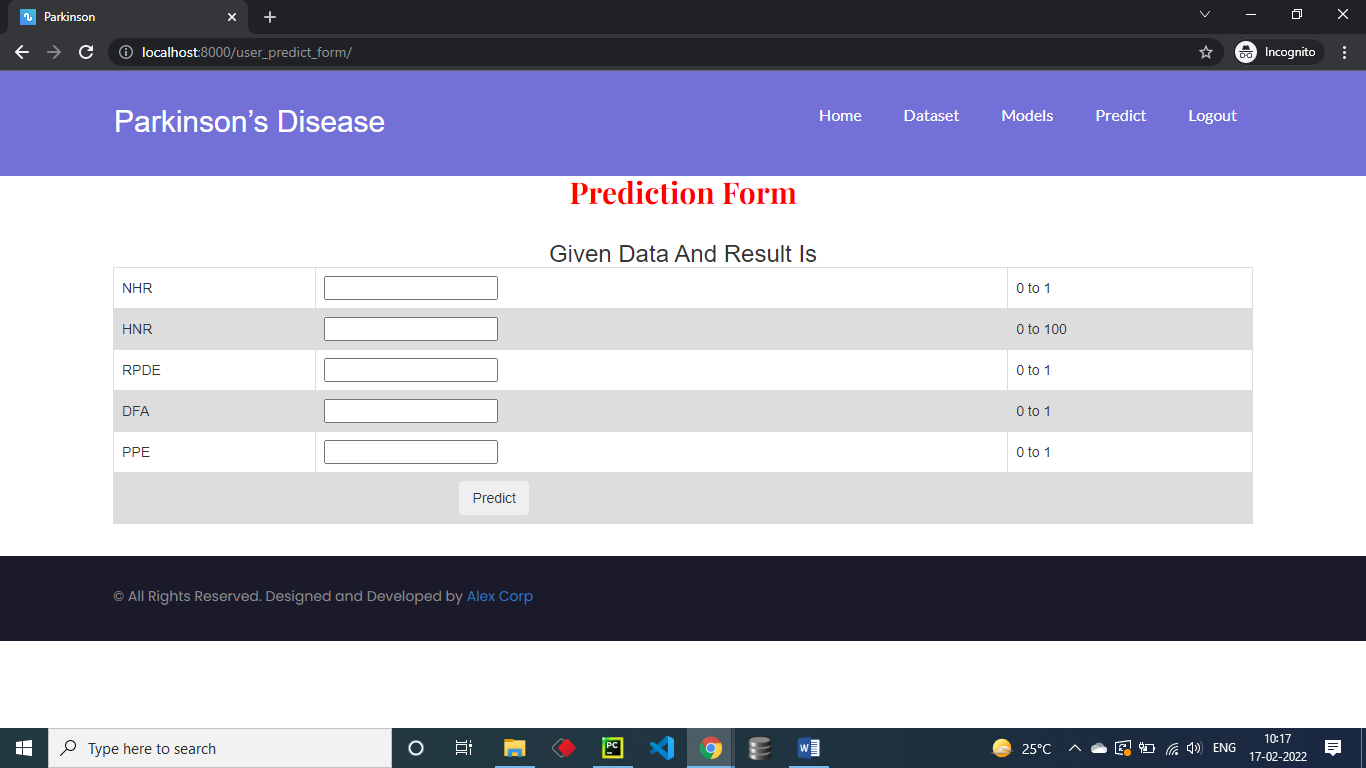 Parkinson
localhost:8000/user_predict_form/
Incognito
Parkinson’s Disease
Home Dataset Models Predict Logout
Prediction Form
Given Data And Result Is
NHR 0 to 1
HNR 0 to 100
RPDE 0 to 1
DFA 0 to 1
PPE 0 to 1
Predict
© All Rights Reserved. Designed and Developed by Alex Corp
Type here to search
PC
25°C
ENG
10:17
17-02-2022